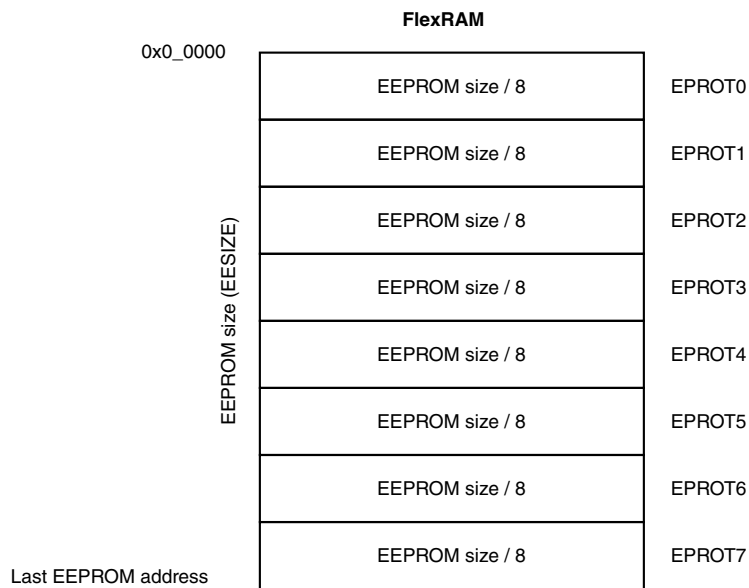 FlexRAM
0x0_0000
EEPROM size / 8 EPROT0
EEPROM size / 8 EPROT1
EEPROM size / 8 EPROT2
EEPROM size / 8 EPROT3
EEPROM size (EESIZE)
EEPROM size / 8 EPROT4
EEPROM size / 8 EPROT5
EEPROM size / 8 EPROT6
EEPROM size / 8 EPROT7
Last EEPROM address